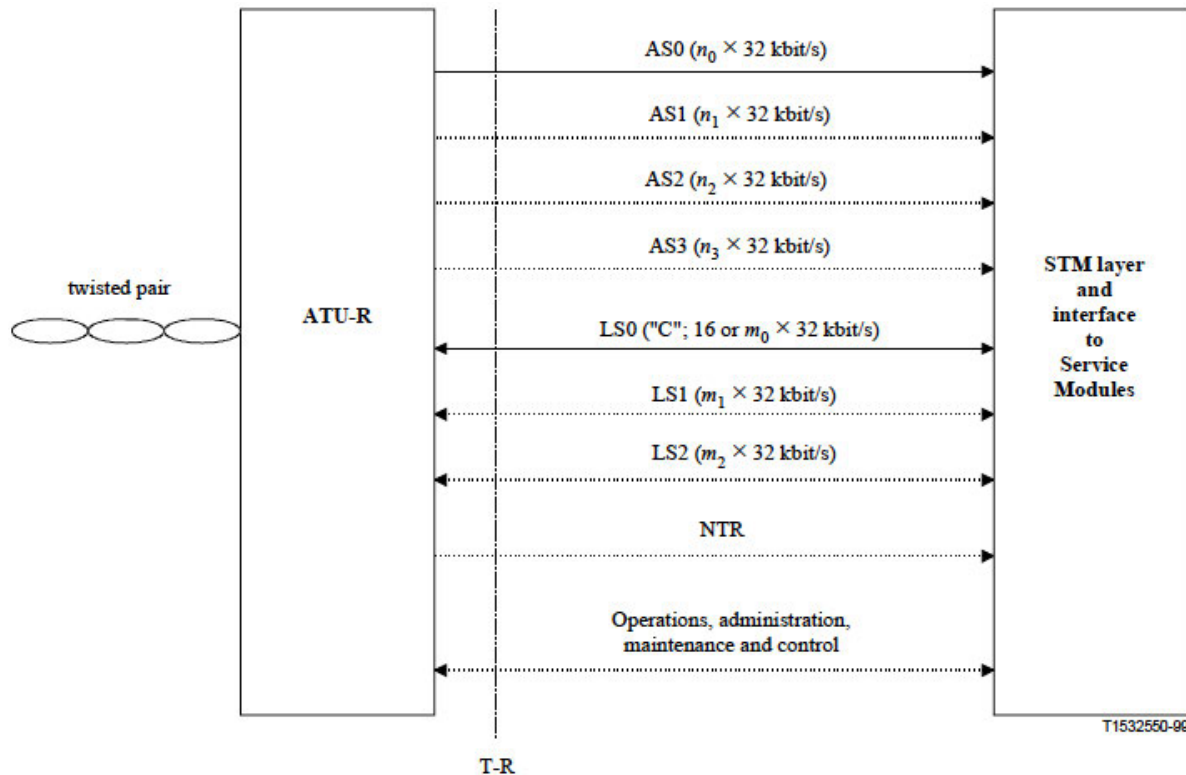 AS0 (n0 × 32 kbit/s)
AS1 (n1 × 32 kbit/s)
AS2 (n2 × 32 kbit/s)
AS3 (n3 × 32 kbit/s)
twisted pair
ATU-R
LS0 ("C"; 16 or m0 × 32 kbit/s)
LS1 (m1 × 32 kbit/s)
LS2 (m2 × 32 kbit/s)
NTR
Operations, administration,
maintenance and control
STM layer
and
interface
to
Service
Modules
T1532550-99
T-R